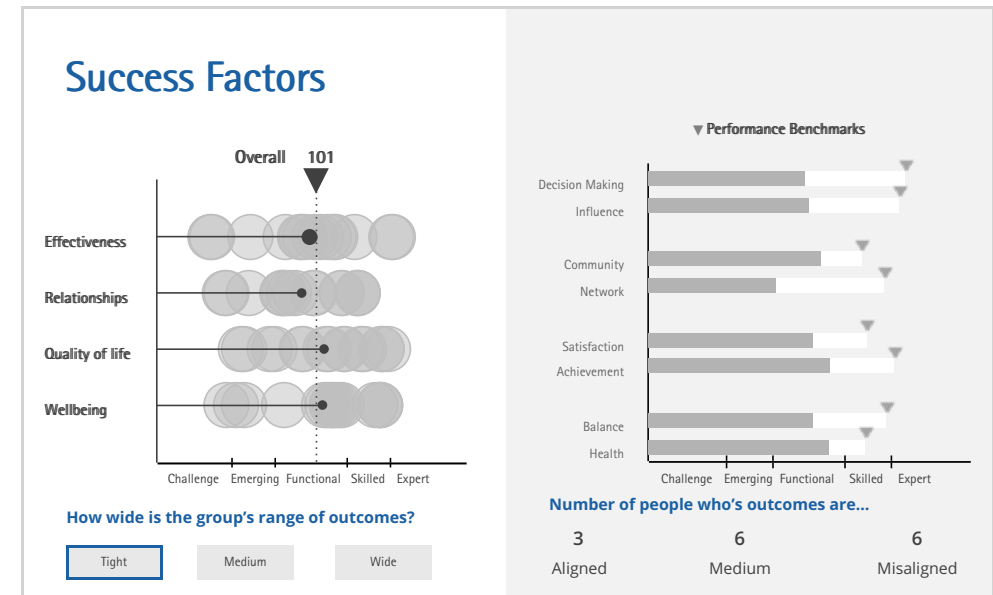 Success Factors
Overall 101
Effectiveness
Relationships
Quality of life
Wellbeing
Challenge Emerging Functional Skilled Expert
How wide is the group's range of outcomes?
Tight Medium Wide
Performance Benchmarks
Decision Making
Influence
Community
Network
Satisfaction
Achievement
Balance
Health
Challenge Emerging Functional Skilled Expert
Number of people who's outcomes are...
3 6 6
Aligned Medium Misaligned